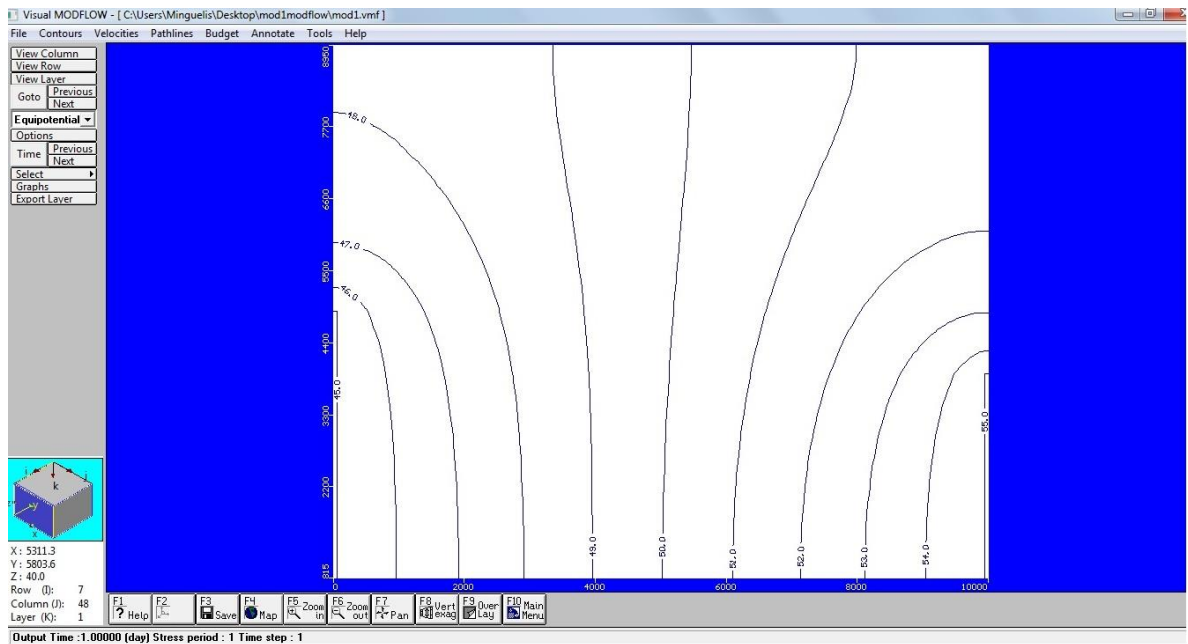 Visual MODFLOW - [ C:\Users\Minguelis\Desktop\mod1modflow\mod1.vmf ]
File Contours Velocities Pathlines Budget Annotate Tools Help
View Column
View Row
View Layer
Goto Previous
Next
Equipotential
Options
Time Previous
Next
Select
Graphs
Export Layer
8950
7700
6600
5500
4400
3300
2200
815
48.0
47.0
46.0
45.0
49.0
50.0
51.0
52.0
53.0
54.0
55.0
0 2000 4000 6000 8000 10000
i j
k
y
x
X : 5311.3
Y : 5803.6
Z : 40.0
Row (I): 7
Column (J): 48
Layer (K): 1
F1 ? Help
F2
F3 Save
F4 Map
F5 Zoom in
F6 Zoom out
F7 Pan
F8 Vert exag
F9 Over Lay
F10 Main Menu
Output Time :1.00000 (day) Stress period : 1 Time step : 1